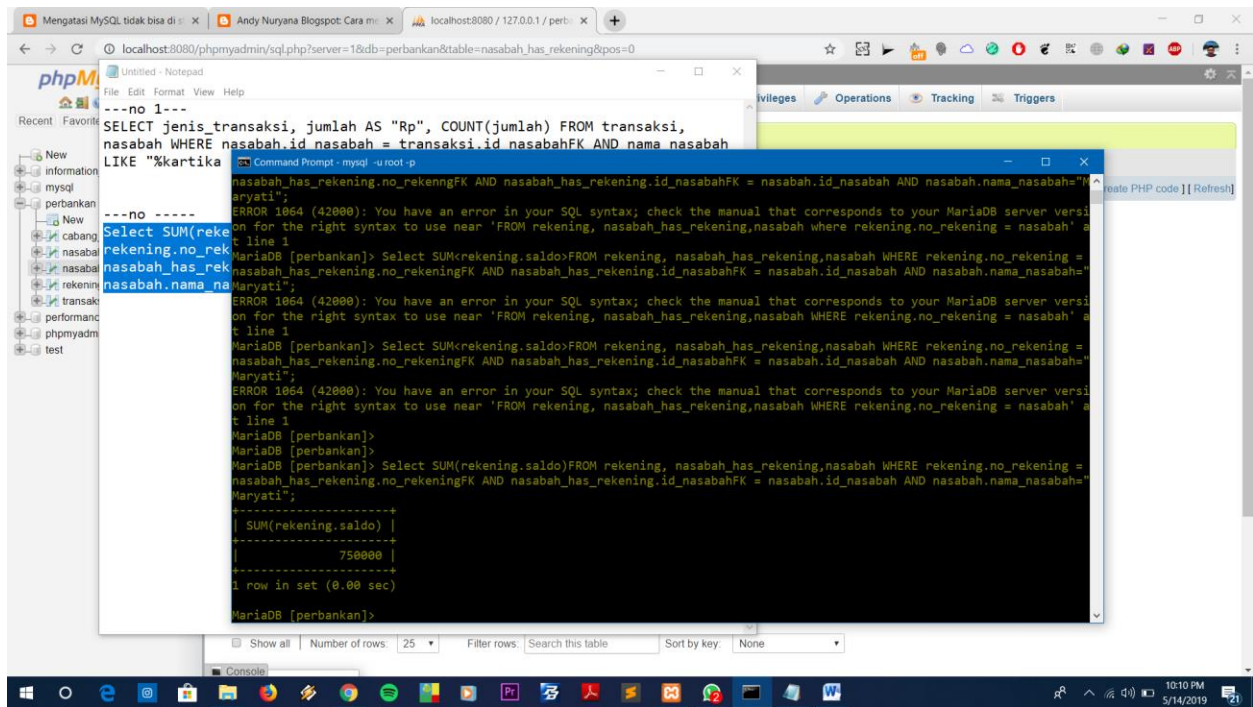 Mengatasi MySQL tidak bisa di s
Andy Nuryana Blogspot: Cara me
localhost:8080 / 127.0.0.1 / perb
localhost:8080/phpmyadmin/sql.php?server=1&db=perbankan&table=nasabah_has_rekening&pos=0
phpM
Recent Favorite
New
information
mysql
perbankan
New
cabang
nasabal
nasabal
rekening
transak
performanc
phpmyadm
test
Untitled - Notepad
File Edit Format View Help
---no 1---
SELECT jenis_transaksi, jumlah AS "Rp", COUNT(jumlah) FROM transaksi,
nasabah WHERE nasabah.id_nasabah = transaksi.id_nasabahFK AND nama_nasabah
LIKE "%kartika
---no -----
Select SUM(reke
rekening.no_rek
nasabah_has_rek
nasabah.nama_na
ivileges Operations Tracking Triggers
reate PHP code ] [ Refresh]
Command Prompt - mysql -u root -p
nasabah_has_rekening.no_rekenngFK AND nasabah_has_rekening.id_nasabahFK = nasabah.id_nasabah AND nasabah.nama_nasabah="M
aryati";
ERROR 1064 (42000): You have an error in your SQL syntax; check the manual that corresponds to your MariaDB server versi
on for the right syntax to use near 'FROM rekening, nasabah_has_rekening,nasabah where rekening.no_rekening = nasabah' a
t line 1
MariaDB [perbankan]> Select SUM<rekening.saldo>FROM rekening, nasabah_has_rekening,nasabah WHERE rekening.no_rekening =
nasabah_has_rekening.no_rekeningFK AND nasabah_has_rekening.id_nasabahFK = nasabah.id_nasabah AND nasabah.nama_nasabah="
Maryati";
ERROR 1064 (42000): You have an error in your SQL syntax; check the manual that corresponds to your MariaDB server versi
on for the right syntax to use near 'FROM rekening, nasabah_has_rekening,nasabah WHERE rekening.no_rekening = nasabah' a
t line 1
MariaDB [perbankan]> Select SUM<rekening.saldo>FROM rekening, nasabah_has_rekening,nasabah WHERE rekening.no_rekening =
nasabah_has_rekening.no_rekeningFK AND nasabah_has_rekening.id_nasabahFK = nasabah.id_nasabah AND nasabah.nama_nasabah="
Maryati";
ERROR 1064 (42000): You have an error in your SQL syntax; check the manual that corresponds to your MariaDB server versi
on for the right syntax to use near 'FROM rekening, nasabah_has_rekening,nasabah WHERE rekening.no_rekening = nasabah' a
t line 1
MariaDB [perbankan]>
MariaDB [perbankan]>
MariaDB [perbankan]> Select SUM(rekening.saldo)FROM rekening, nasabah_has_rekening,nasabah WHERE rekening.no_rekening =
nasabah_has_rekening.no_rekeningFK AND nasabah_has_rekening.id_nasabahFK = nasabah.id_nasabah AND nasabah.nama_nasabah="
Maryati";
+---------------------+
| SUM(rekening.saldo) |
+---------------------+
| 750000 |
+---------------------+
1 row in set (0.00 sec)
MariaDB [perbankan]>
Show all Number of rows: 25 Filter rows: Search this table Sort by key: None
Console
10:10 PM
5/14/2019